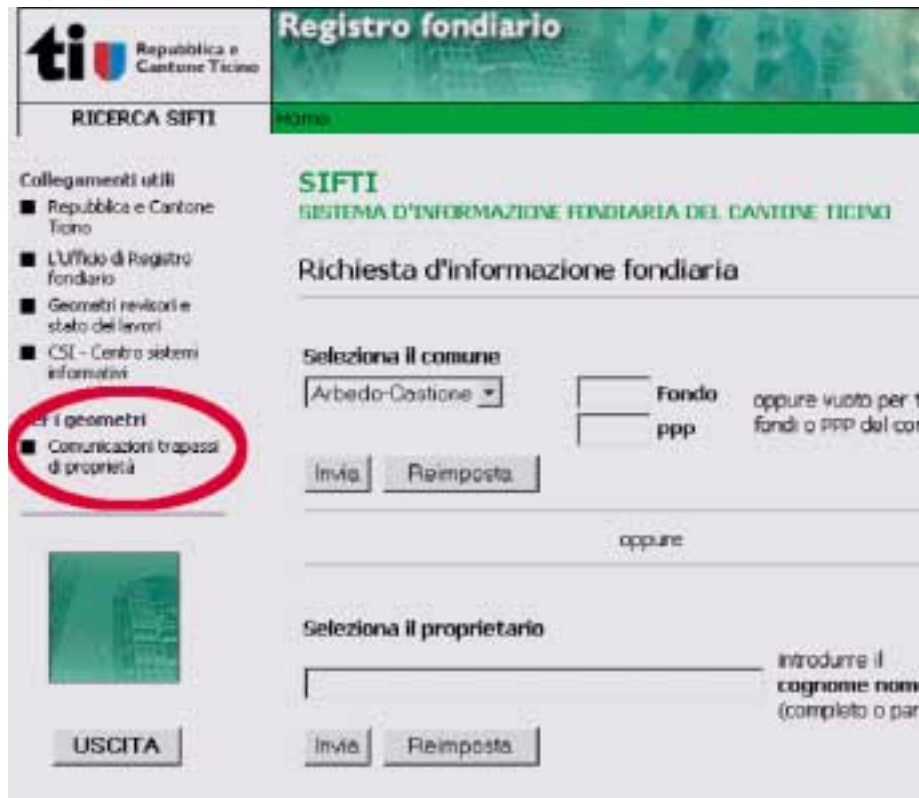 ti
Repubblica e
Cantone Ticino
Registro fondiario
RICERCA SIFTI
Home
Collegamenti utili
Repubblica e Cantone
Ticino
L'Ufficio di Registro
fondiario
Geometri revisori e
stato dei lavori
CSI - Centro sistemi
informativi
Per i geometri
Comunicazioni trapassi
di proprietà
USCITA
SIFTI
SISTEMA D'INFORMAZIONE FONDIARIA DEL CANTONE TICINO
Richiesta d'informazione fondiaria
Seleziona il comune
Arbedo-Castione
Fondo
ppp
oppure vuoto per
fondi o PPP del
Invia Reimposta
oppure
Seleziona il proprietario
introdurre il
cognome
(completo o
Invia Reimposta